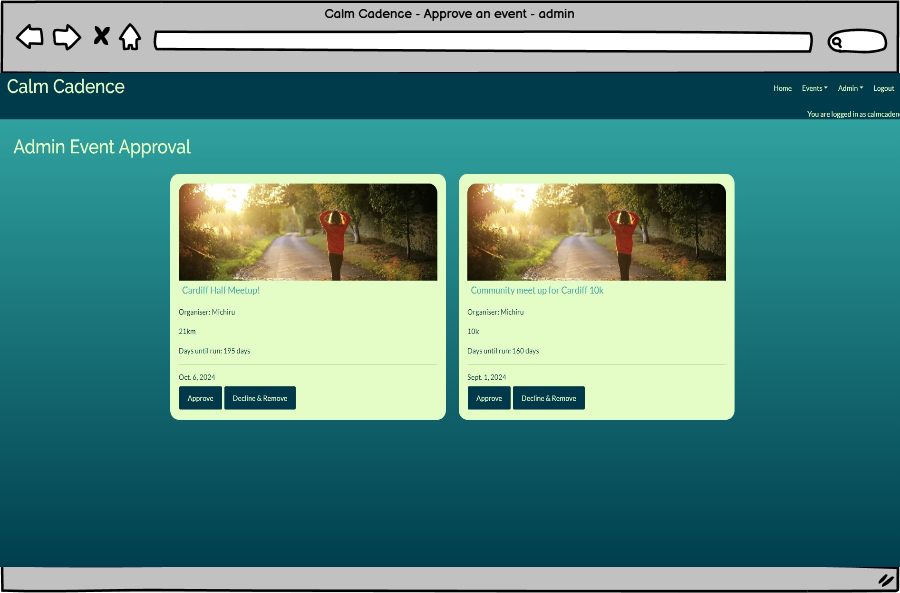 Calm Cadence - Approve an event - admin
Calm Cadence
Home Events Admin Logout
You are logged in as calmcaden
Admin Event Approval
Cardiff Half Meetup!
Organiser: Michiru
21km
Days until run: 195 days
Oct. 6, 2024
Approve Decline & Remove
Community meet up for Cardiff 10k
Organiser: Michiru
10k
Days until run: 160 days
Sept. 1, 2024
Approve Decline & Remove